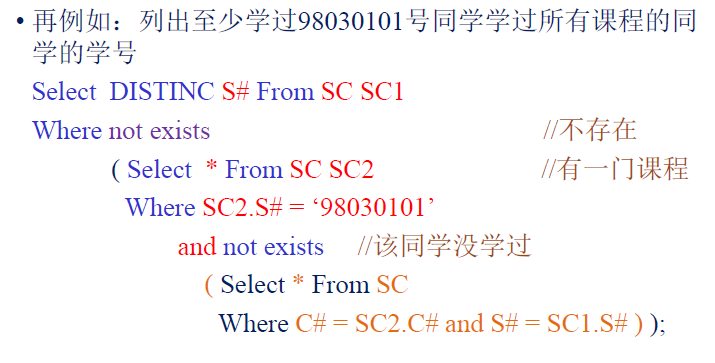 • 再例如：列出至少学过98030101号同学学过所有课程的同
学的学号
Select DISTINC S# From SC SC1
Where not exists //不存在
( Select * From SC SC2 //有一门课程
Where SC2.S# = ‘98030101’
and not exists //该同学没学过
( Select * From SC
Where C# = SC2.C# and S# = SC1.S# ) );